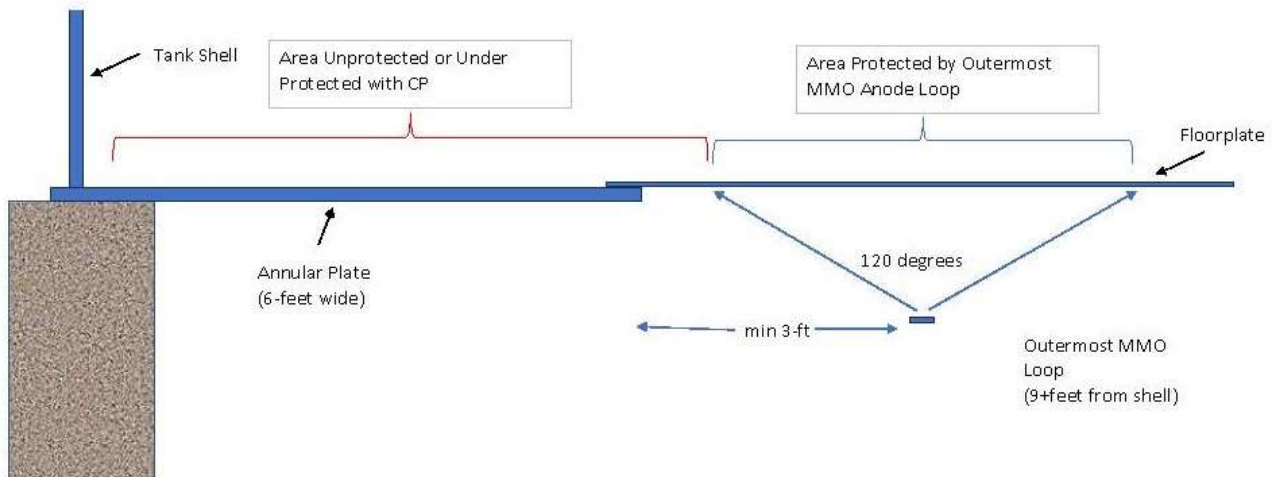 Tank Shell
Area Unprotected or Under
Protected with CP
Area Protected by Outermost
MMO Anode Loop
Floorplate
Annular Plate
(6-feet wide)
120 degrees
min 3-ft
Outermost MMO
Loop
(9+feet from shell)